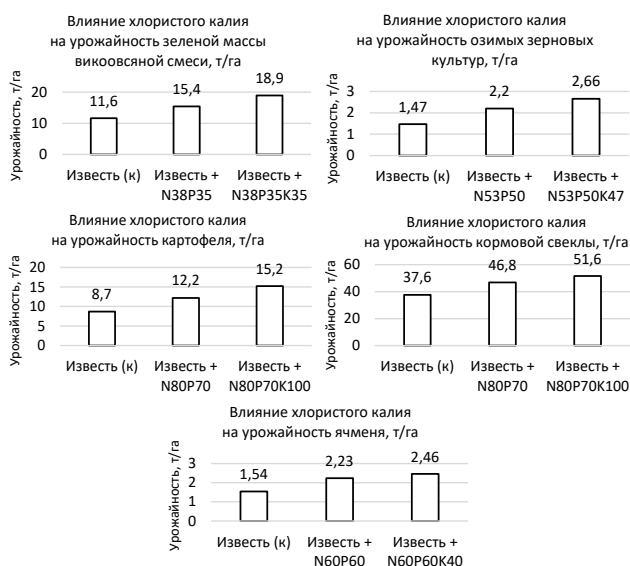 Влияние хлористого калия
на урожайность зеленой массы
викоовсяной смеси, т/га
Урожайность, т/га
20
10
0
11,6
15,4
18,9
Известь (к)
Известь +
N38P35
Известь +
N38P35K35
Влияние хлористого калия
на урожайность озимых зерновых
культур, т/га
Урожайность, т/га
3
2
1
0
1,47
2,2
2,66
Известь (к)
Известь +
N53P50
Известь +
N53P50K47
Влияние хлористого калия
на урожайность картофеля, т/га
Урожайность, т/га
20
15
10
5
0
8,7
12,2
15,2
Известь (к)
Известь +
N80P70
Известь +
N80P70K100
Влияние хлористого калия
на урожайность кормовой свеклы, т/га
Урожайность, т/га
60
40
20
0
37,6
46,8
51,6
Известь (к)
Известь +
N80P70
Известь +
N80P70K100
Влияние хлористого калия
на урожайность ячменя, т/га
Урожайность, т/га
3
2
1
0
1,54
2,23
2,46
Известь (к)
Известь +
N60P60
Известь +
N60P60K40